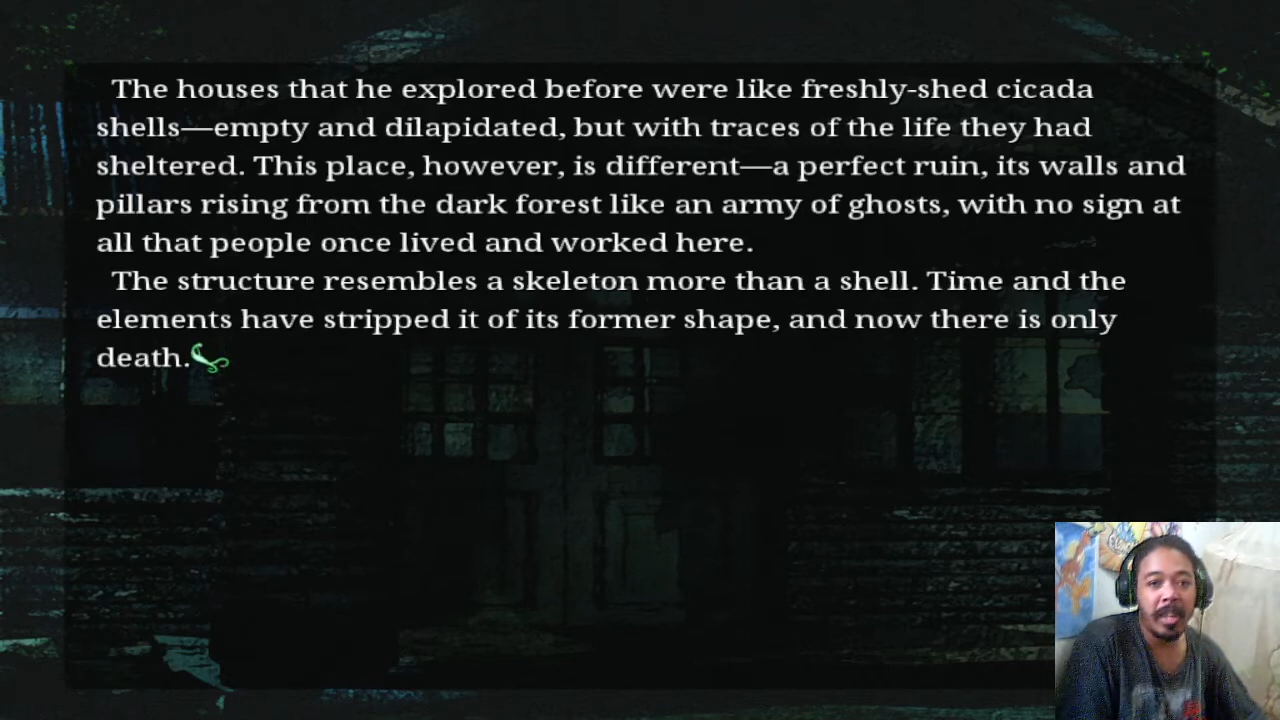 The houses that he explored before were like freshly-shed cicada
shells—empty and dilapidated, but with traces of the life they had
sheltered. This place, however, is different—a perfect ruin, its walls and
pillars rising from the dark forest like an army of ghosts, with no sign at
all that people once lived and worked here.
The structure resembles a skeleton more than a shell. Time and the
elements have stripped it of its former shape, and now there is only
death.